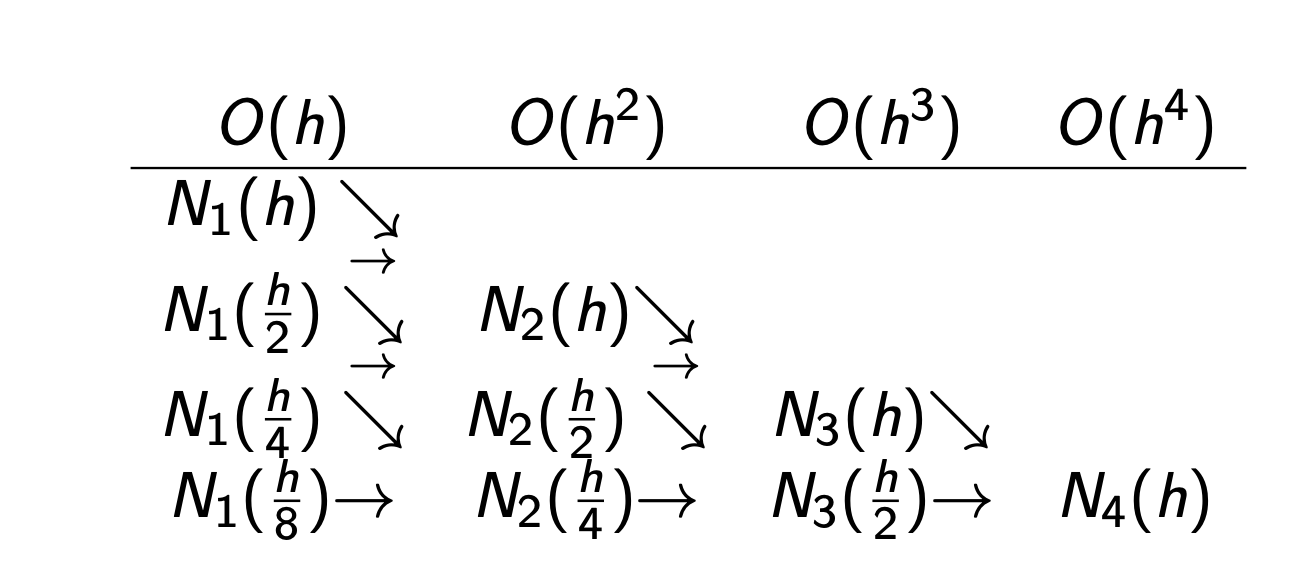 O(h) O(h²) O(h³) O(h⁴)
N₁(h) ↘
→
N₁(h/2) ↘ N₂(h) ↘
→ →
N₁(h/4) ↘ N₂(h/2) ↘ N₃(h) ↘
N₁(h/8) → N₂(h/4) → N₃(h/2) → N₄(h)